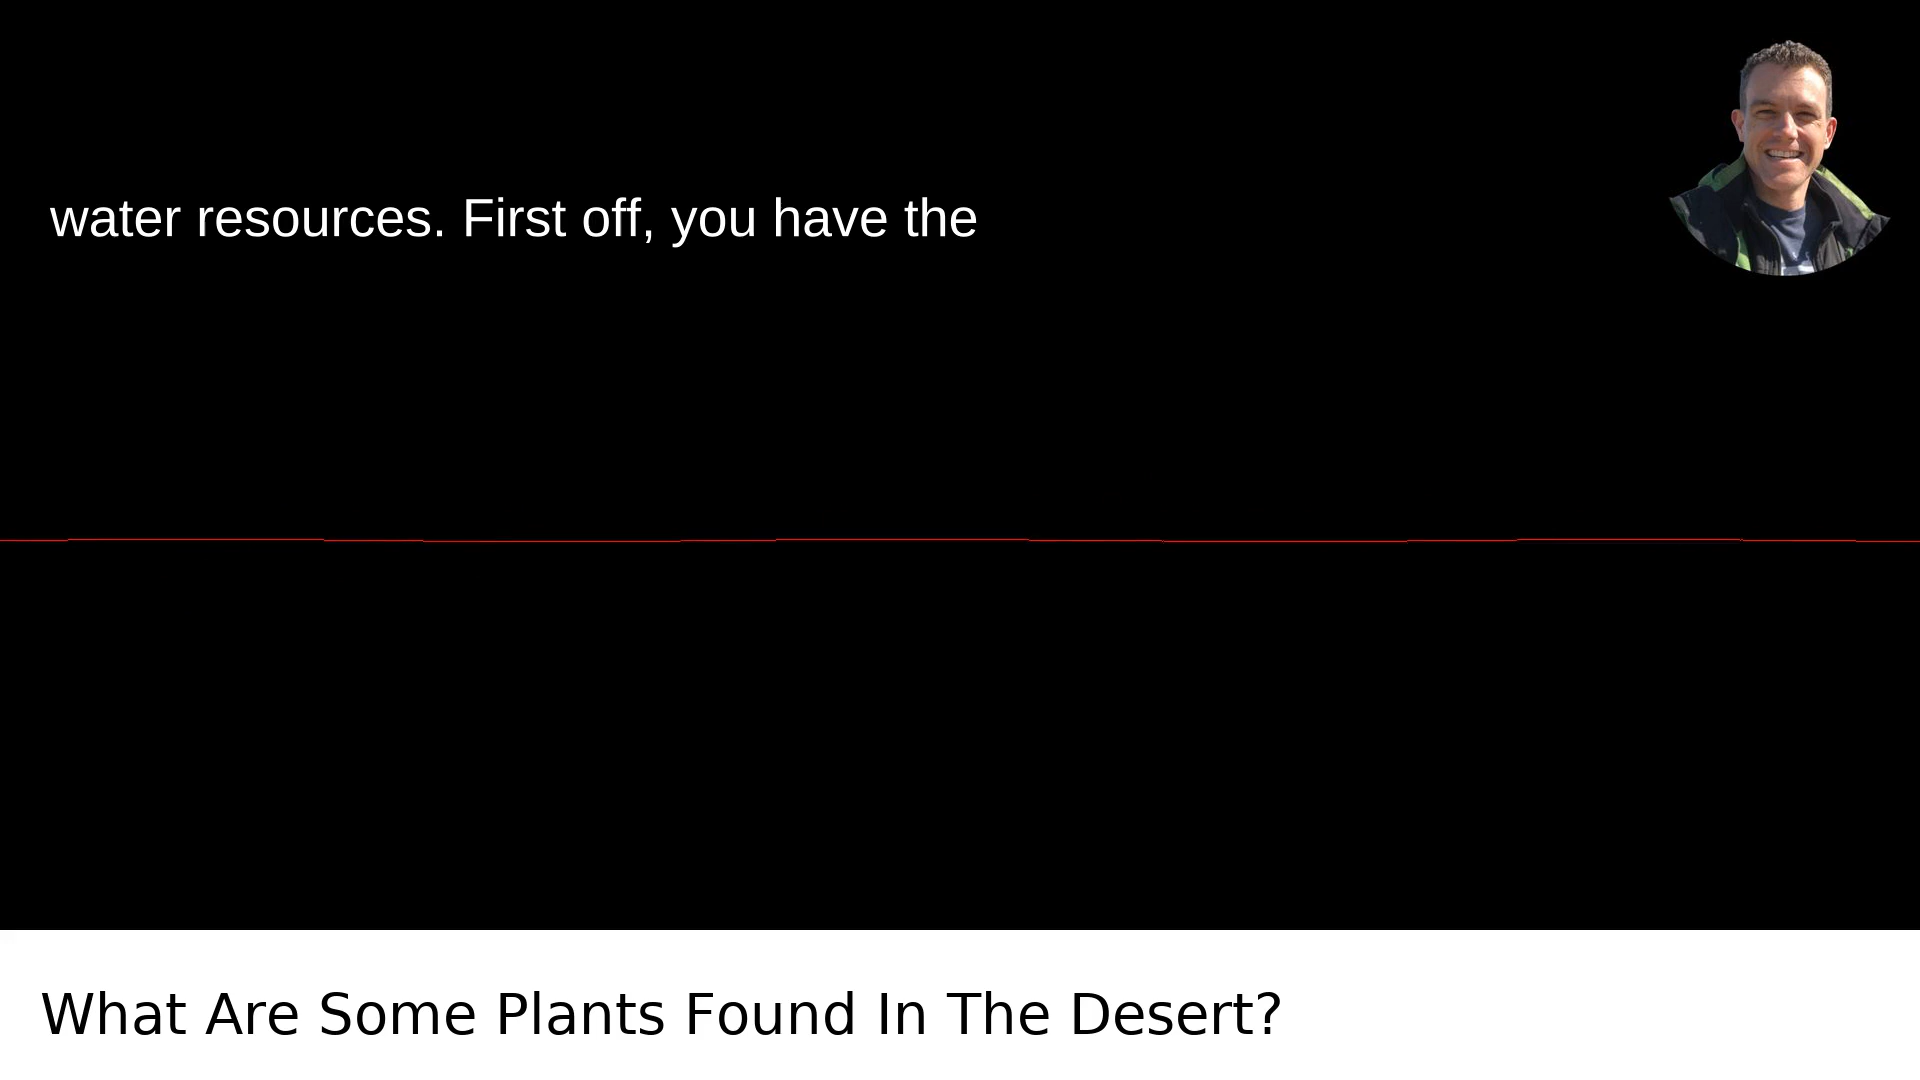 water resources. First off, you have the
What Are Some Plants Found In The Desert?